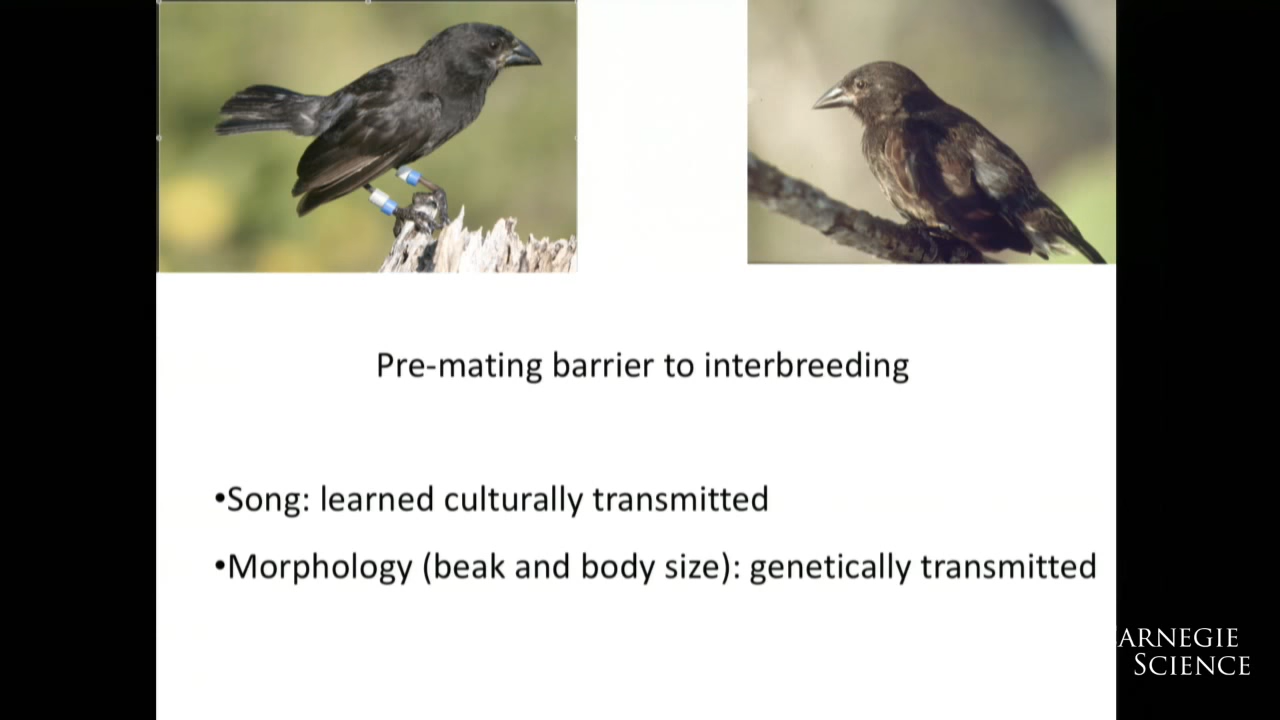 Pre-mating barrier to interbreeding
•Song: learned culturally transmitted
•Morphology (beak and body size): genetically transmitted
ARNEGIE
SCIENCE